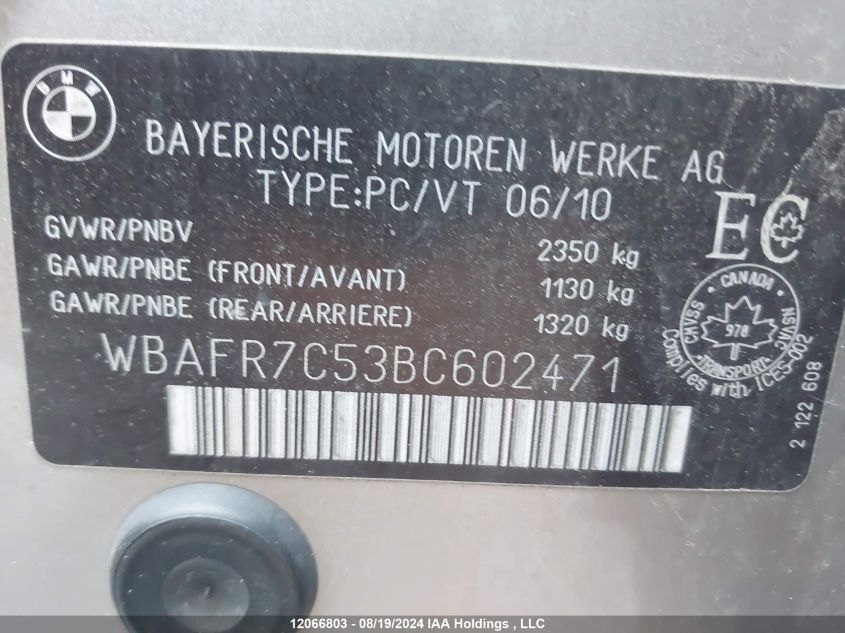 BMW
BAYERISCHE MOTOREN WERKE AG
TYPE:PC/VT 06/10
GVWR/PNBV 2350 kg
GAWR/PNBE (FRONT/AVANT) 1130 kg
GAWR/PNBE (REAR/ARRIERE) 1320 kg
WBAFR7C53BC602471
EC
CANADA
CMVSS NSVAC
978
TRANSPORT
Complies with ICES-002
2 122 608
12066803 - 08/19/2024 IAA Holdings , LLC